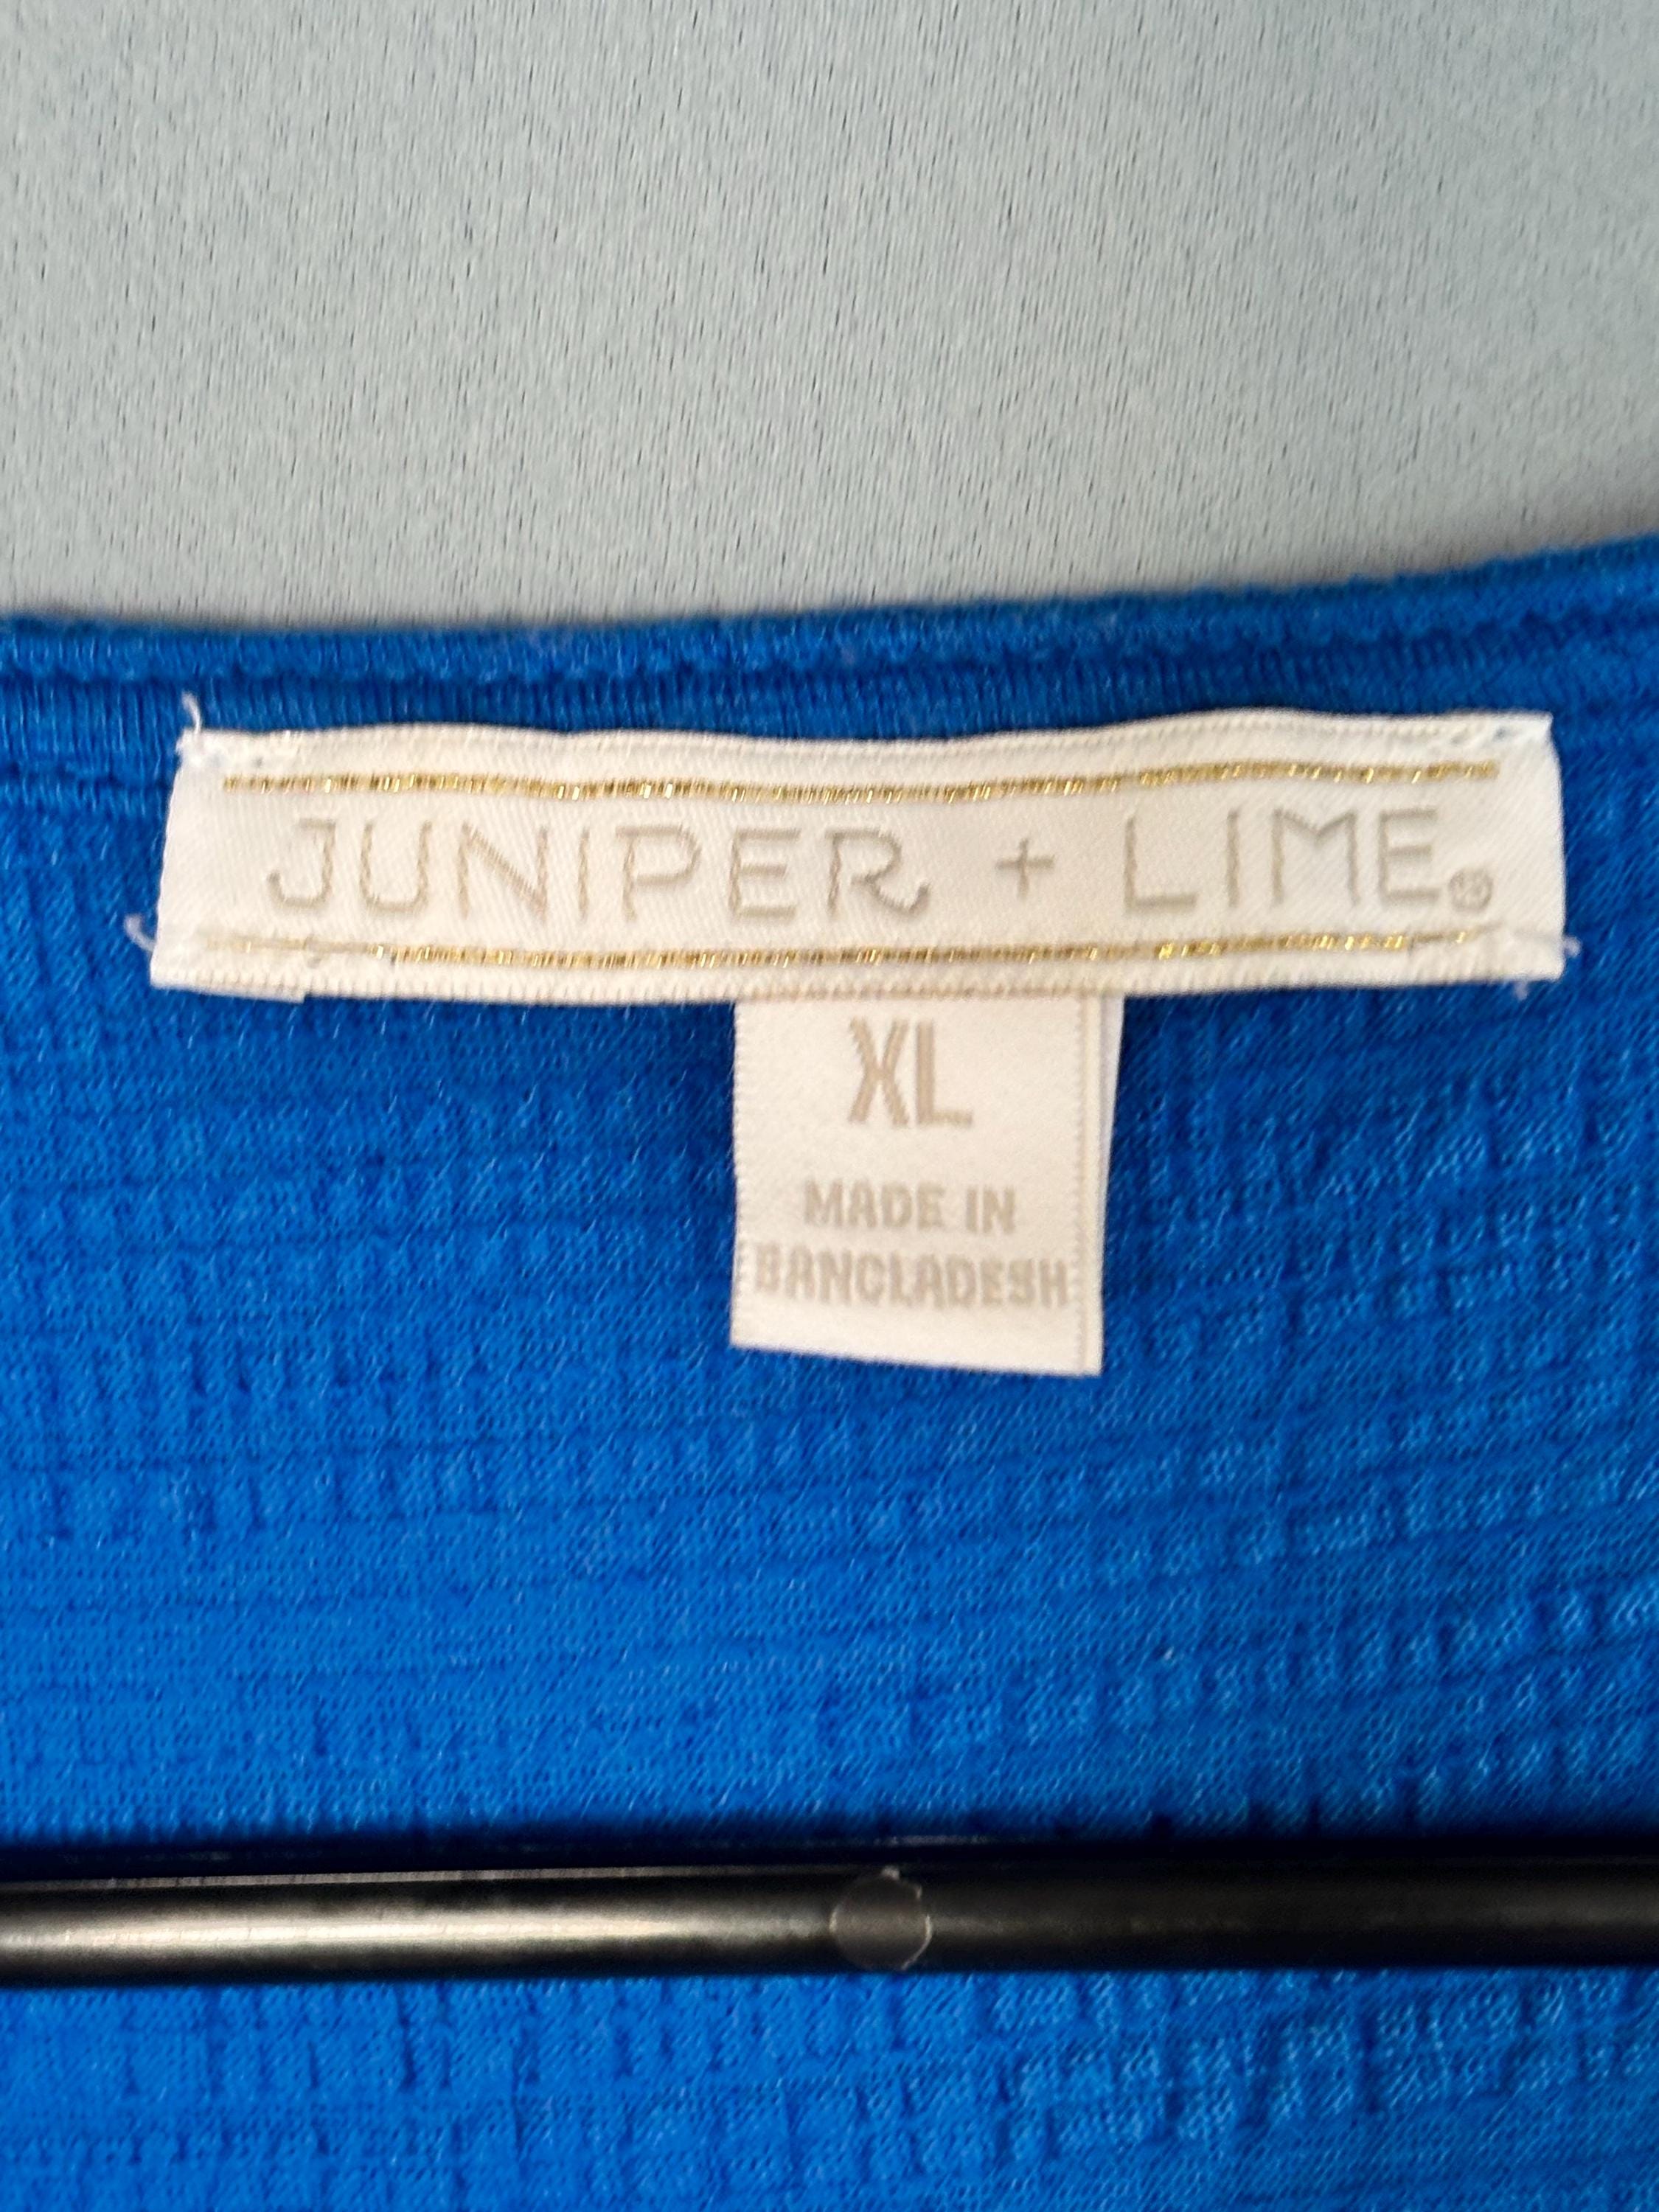 JUNIPER + LIME®
XL
MADE IN
BANGLADESH